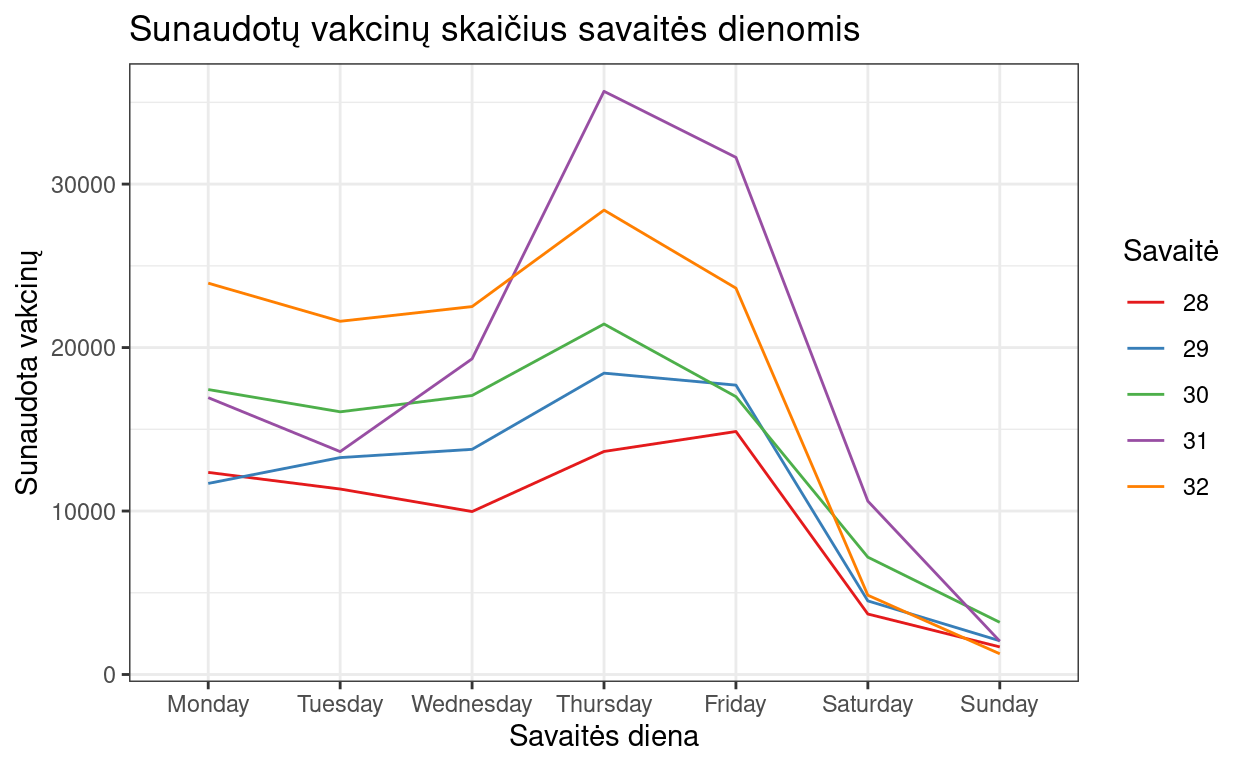 Sunaudotų vakcinų skaičius savaitės dienomis
Sunaudota vakcinų
30000
20000
10000
0
Monday Tuesday Wednesday Thursday Friday Saturday Sunday
Savaitės diena
Savaitė
28
29
30
31
32